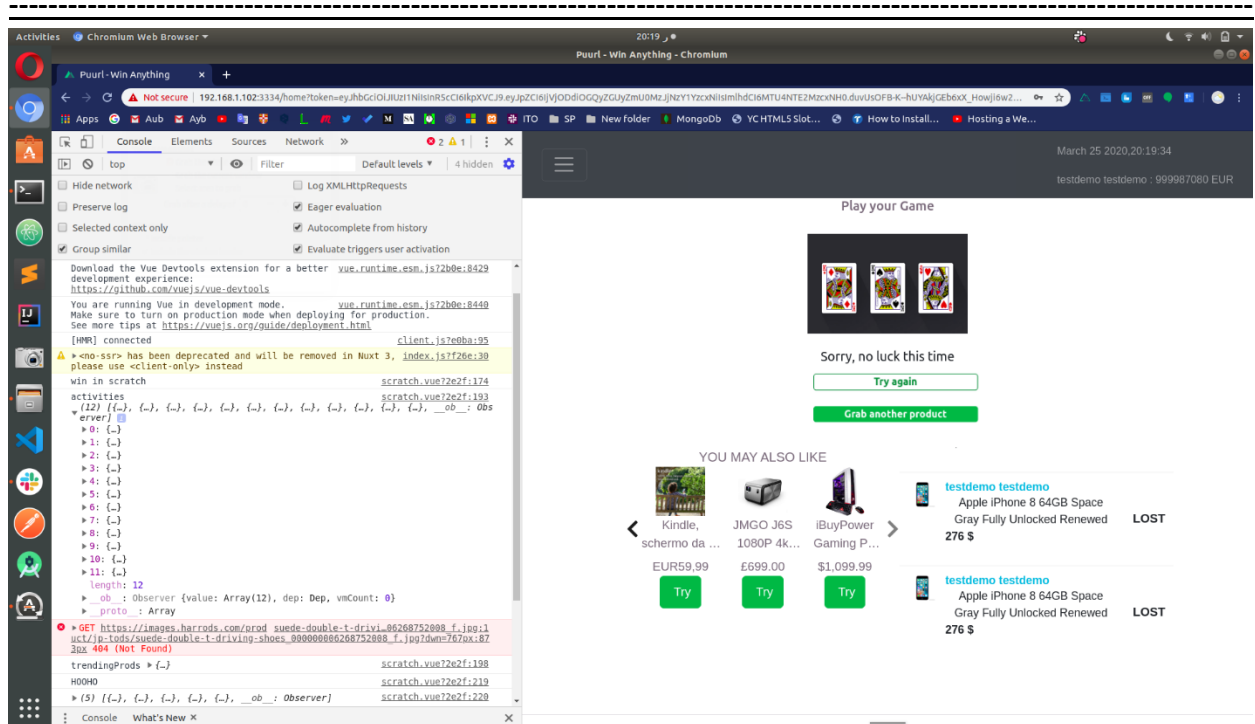 Activities Chromium Web Browser 20:19
Puurl - Win Anything - Chromium
Puurl - Win Anything × +
Not secure 192.168.1.102:3334/home?token=
Apps Aub Ayb ITO SP New folder MongoDb YC HTML5 Slot... How to Install... Hosting a We...
Console Elements Sources Network » 2 1
top Filter Default levels 4 hidden
Hide network Log XMLHttpRequests
Preserve log Eager evaluation
Selected context only Autocomplete from history
Group similar Evaluate triggers user activation
Download the Vue Devtools extension for a better vue.runtime.esm.js?2b0e:8429
development experience:
https://github.com/vuejs/vue-devtools
You are running Vue in development mode. vue.runtime.esm.js?2b0e:8440
Make sure to turn on production mode when deploying for production.
See more tips at https://vuejs.org/guide/deployment.html
[HMR] connected client.js?e0ba:95
<no-ssr> has been deprecated and will be removed in Nuxt 3, index.js?f26e:30
please use <client-only> instead
win in scratch scratch.vue?2e2f:174
activities scratch.vue?2e2f:193
(12) [{…}, {…}, {…}, {…}, {…}, {…}, {…}, {…}, {…}, {…}, {…}, {…}, __ob__: Obs
erver]
0: {…}
1: {…}
2: {…}
3: {…}
4: {…}
5: {…}
6: {…}
7: {…}
8: {…}
9: {…}
10: {…}
11: {…}
length: 12
__ob__: Observer {value: Array(12), dep: Dep, vmCount: 0}
__proto__: Array
GET https://images.harrods.com/prod suede-double-t-drivi…06268752008_f.jpg:1
uct/jp-tods/suede-double-t-driving-shoes_000000006268752008_f.jpg?dwn=767px:87
3px 404 (Not Found)
trendingProds {…} scratch.vue?2e2f:198
HOOHO scratch.vue?2e2f:219
(5) [{…}, {…}, {…}, {…}, {…}, __ob__: Observer] scratch.vue?2e2f:220
Console What's New ×
March 25 2020,20:19:34
testdemo testdemo : 999987080 EUR
Play your Game
Sorry, no luck this time
Try again
Grab another product
YOU MAY ALSO LIKE
Kindle,
schermo da ...
EUR59,99
Try
JMGO J6S
1080P 4k...
£699.00
Try
iBuyPower
Gaming P...
$1,099.99
Try
testdemo testdemo
Apple iPhone 8 64GB Space
Gray Fully Unlocked Renewed LOST
276 $
testdemo testdemo
Apple iPhone 8 64GB Space
Gray Fully Unlocked Renewed LOST
276 $